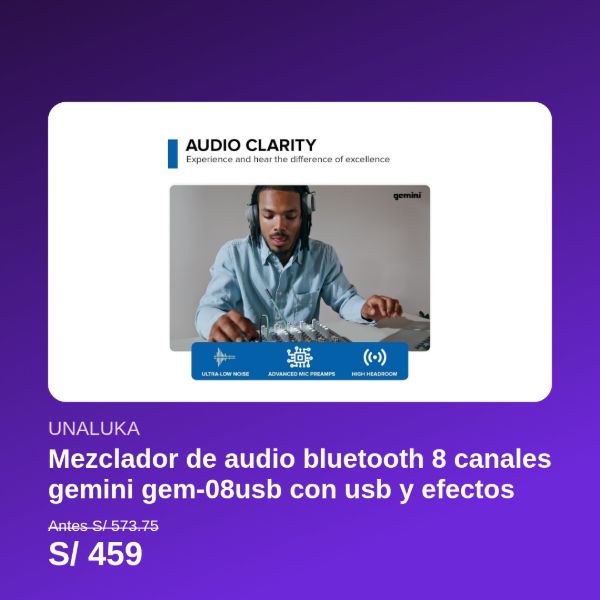 AUDIO CLARITY
Experience and hear the difference of excellence
gemini
ULTRA-LOW NOISE
ADVANCED MIC PREAMPS
HIGH HEADROOM
UNALUKA
Mezclador de audio bluetooth 8 canales
gemini gem-08usb con usb y efectos
Antes S/ 573.75
S/ 459